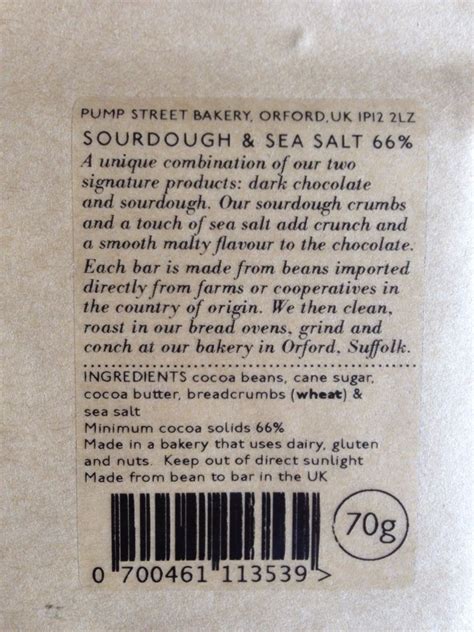 PUMP STREET BAKERY, ORFORD,UK IP12 2LZ
SOURDOUGH & SEA SALT 66%
A unique combination of our two
signature products: dark chocolate
and sourdough. Our sourdough crumbs
and a touch of sea salt add crunch and
a smooth malty flavour to the chocolate.
Each bar is made from beans imported
directly from farms or cooperatives in
the country of origin. We then clean,
roast in our bread ovens, grind and
conch at our bakery in Orford, Suffolk.
INGREDIENTS cocoa beans, cane sugar,
cocoa butter, breadcrumbs (wheat) &
sea salt
Minimum cocoa solids 66%
Made in a bakery that uses dairy, gluten
and nuts. Keep out of direct sunlight
Made from bean to bar in the UK
70g
0 700461 113539 >